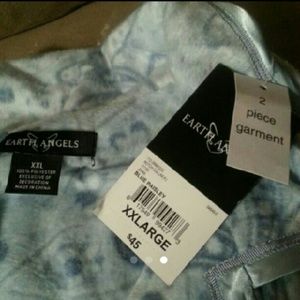 EARTH ANGELS
XXL
100% POLYESTER
EXCLUSIVE OF
DECORATION
MADE IN CHINA
EARTH ANGELS
2
piece
garment
BLUE PAISLEY
XXLARGE
$45